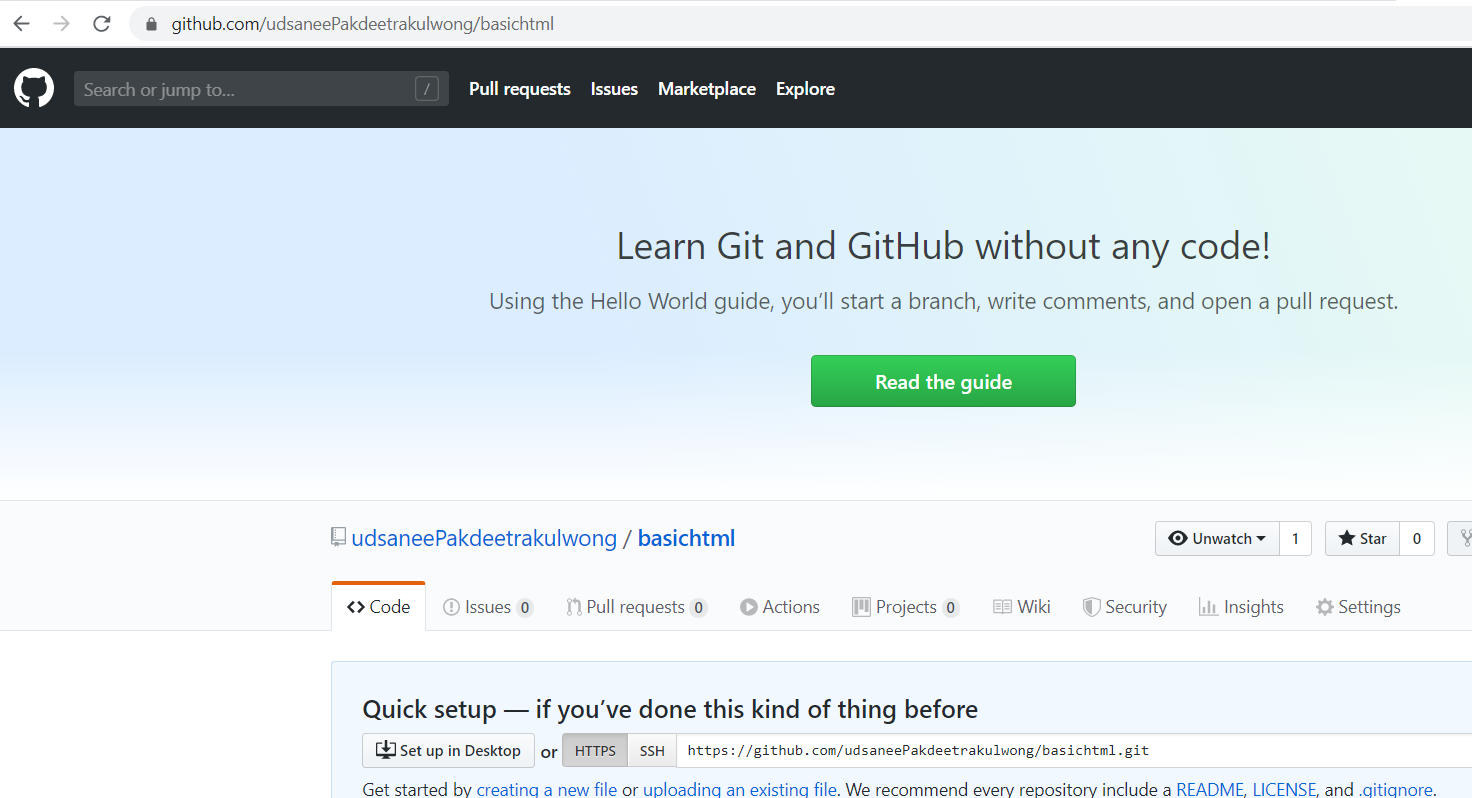 github.com/udsaneePakdeetrakulwong/basichtml
Search or jump to... / Pull requests Issues Marketplace Explore
Learn Git and GitHub without any code!
Using the Hello World guide, you’ll start a branch, write comments, and open a pull request.
Read the guide
udsaneePakdeetrakulwong / basichtml Unwatch 1 Star 0
Code Issues 0 Pull requests 0 Actions Projects 0 Wiki Security Insights Settings
Quick setup — if you’ve done this kind of thing before
Set up in Desktop or HTTPS SSH https://github.com/udsaneePakdeetrakulwong/basichtml.git
Get started by creating a new file or uploading an existing file. We recommend every repository include a README, LICENSE, and .gitignore.